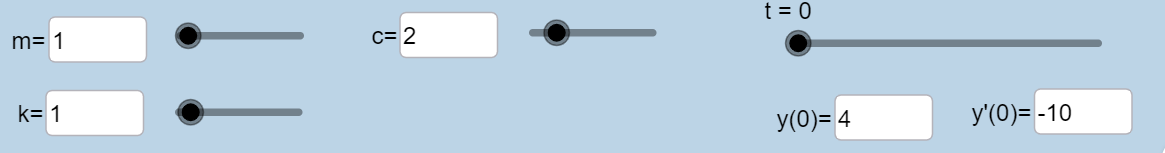 m= 1
c= 2
t = 0
k= 1
y(0)= 4
y'(0)= -10